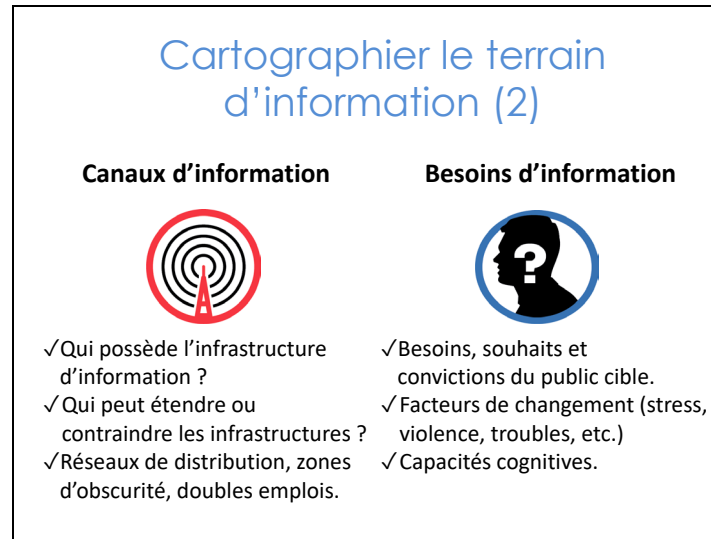 Cartographier le terrain
d’information (2)
Canaux d’information
✓Qui possède l’infrastructure
d’information ?
✓Qui peut étendre ou
contraindre les infrastructures ?
✓Réseaux de distribution, zones
d’obscurité, doubles emplois.
Besoins d’information
?
✓Besoins, souhaits et
convictions du public cible.
✓Facteurs de changement (stress,
violence, troubles, etc.)
✓Capacités cognitives.